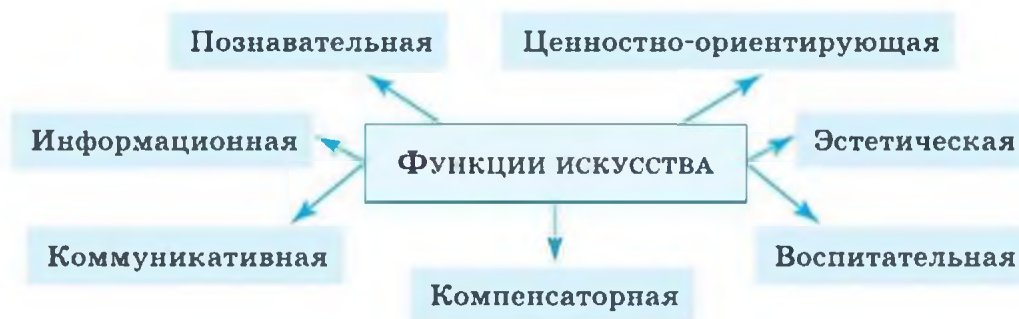 Познавательная
Ценностно-ориентирующая
Информационная
Функции искусства
Эстетическая
Коммуникативная
Воспитательная
Компенсаторная